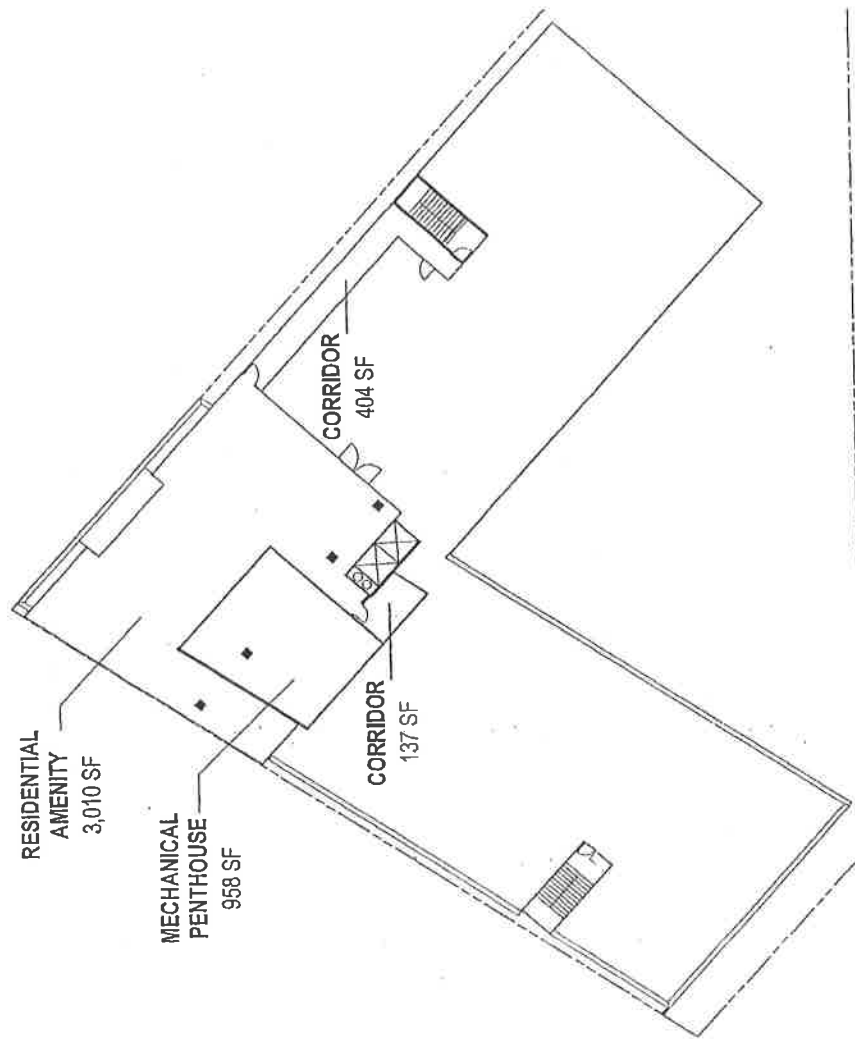 RESIDENTIAL
AMENITY
3,010 SF
MECHANICAL
PENTHOUSE
958 SF
CORRIDOR
137 SF
CORRIDOR
404 SF